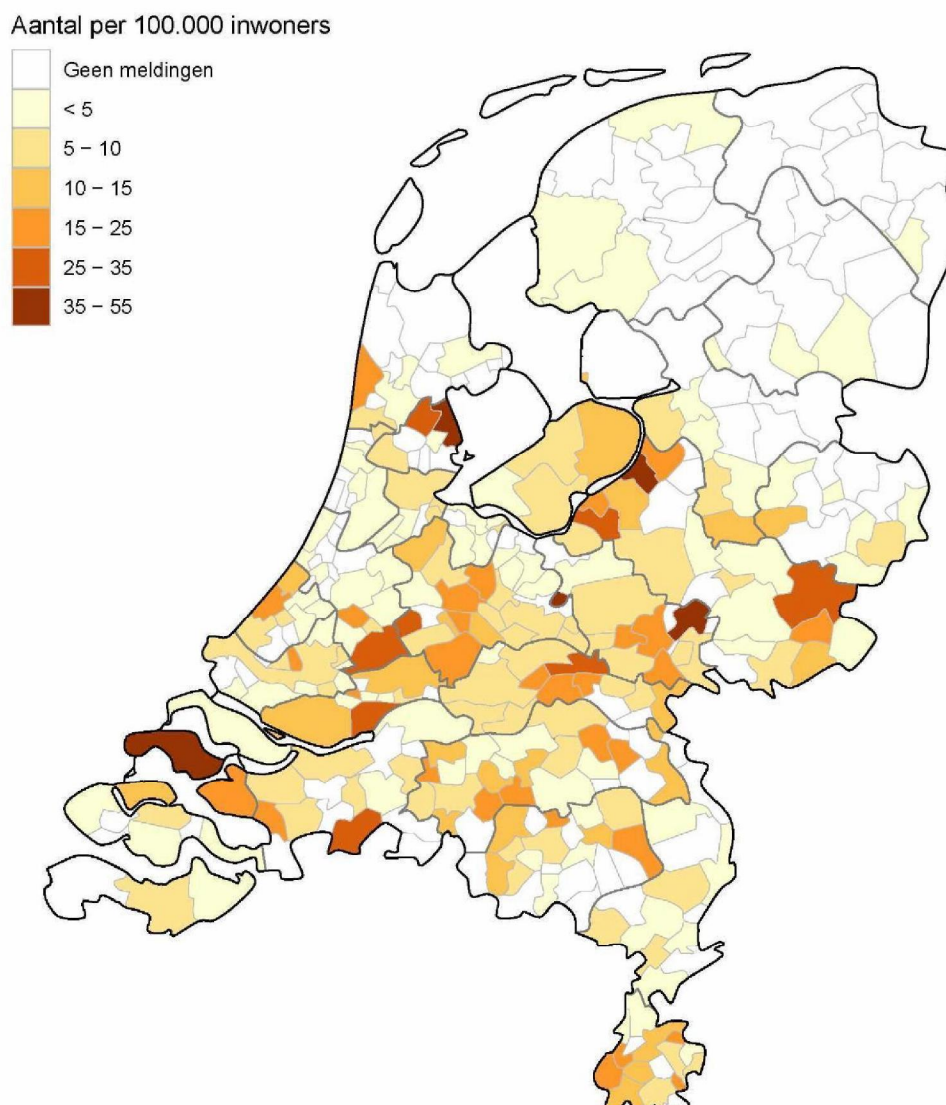 Aantal per 100.000 inwoners
Geen meldingen
< 5
5 – 10
10 – 15
15 – 25
25 – 35
35 – 55